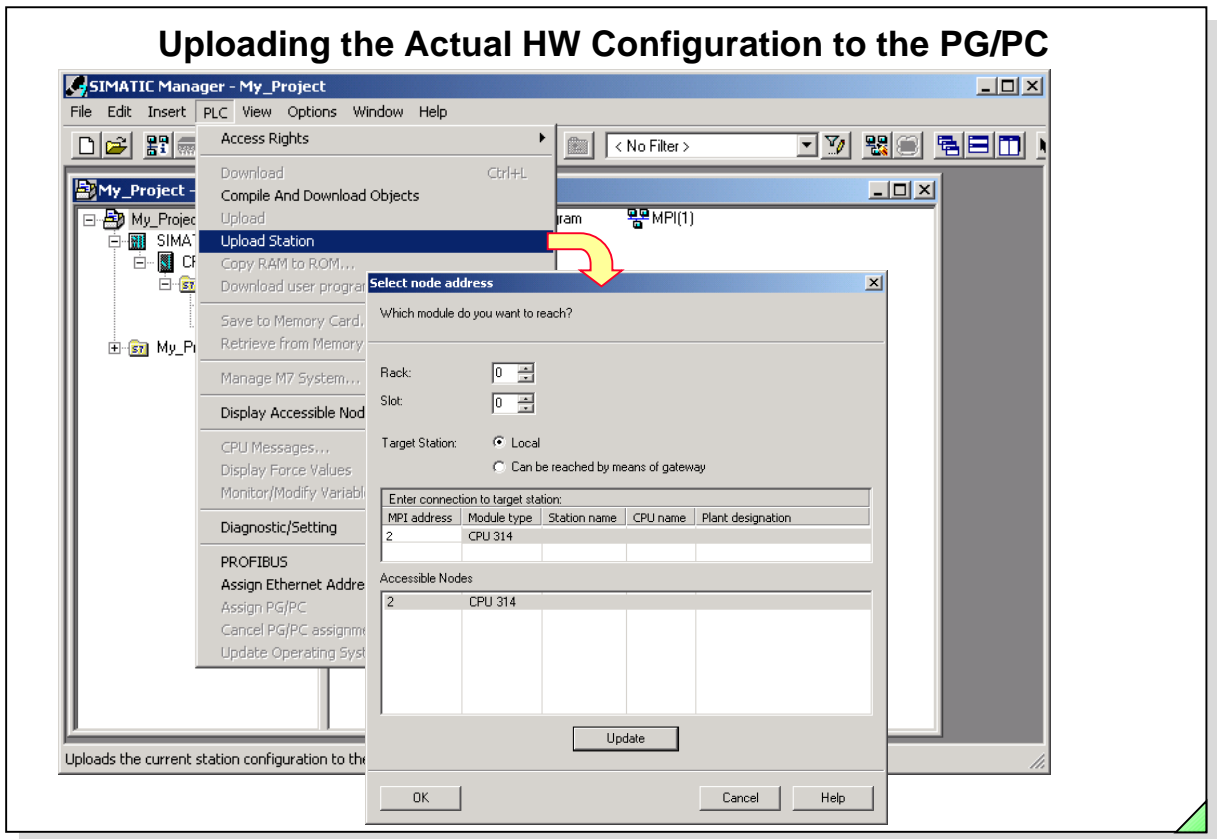 Uploading the Actual HW Configuration to the PG/PC
SIMATIC Manager - My_Project
File Edit Insert PLC View Options Window Help
< No Filter >
Access Rights
Download Ctrl+L
Compile And Download Objects
Upload
Upload Station
Copy RAM to ROM...
Download user program
Save to Memory Card,
Retrieve from Memory
Manage M7 System...
Display Accessible Nod
CPU Messages...
Display Force Values
Monitor/Modify Variabl
Diagnostic/Setting
PROFIBUS
Assign Ethernet Addre
Assign PG/PC
Cancel PG/PC assignme
Update Operating Syst
My_Project -
My_Projec
SIMAT
CP
S7
S7 My_Pr
ram MPI(1)
Select node address
Which module do you want to reach?
Rack: 0
Slot: 0
Target Station: Local
Can be reached by means of gateway
Enter connection to target station:
MPI address Module type Station name CPU name Plant designation
2 CPU 314
Accessible Nodes
2 CPU 314
Update
OK Cancel Help
Uploads the current station configuration to the